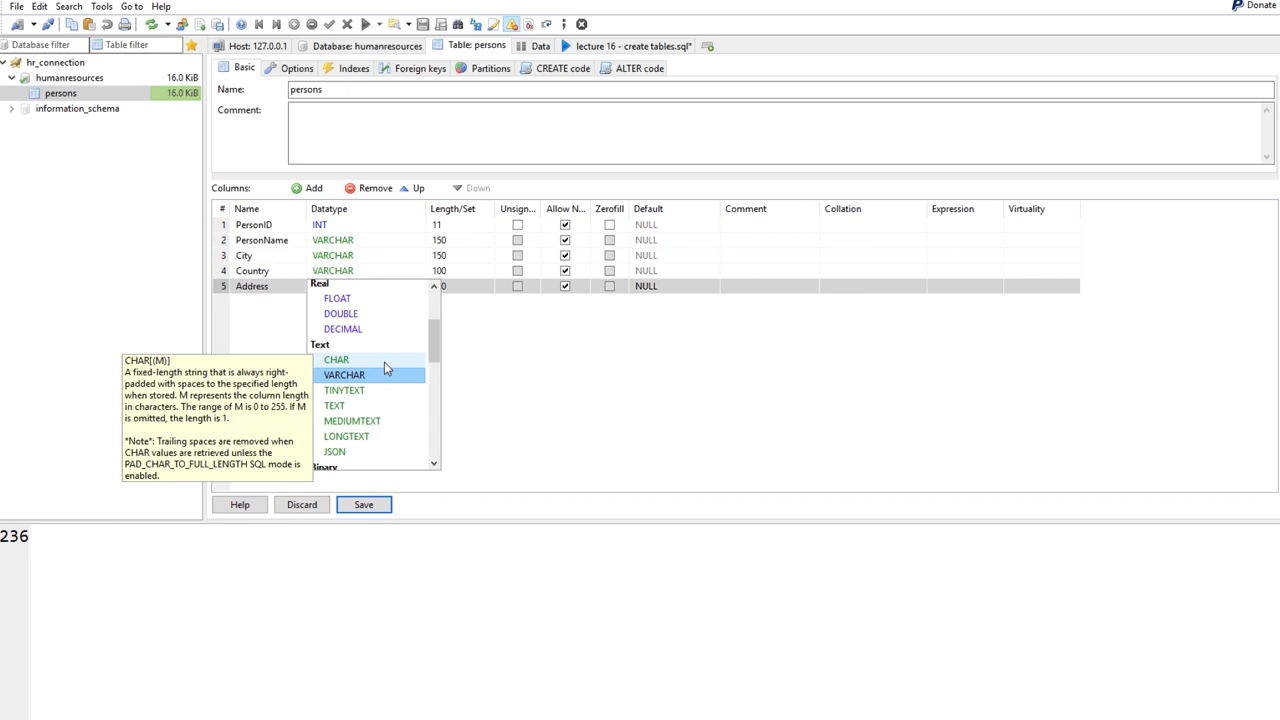 File Edit Search Tools Go to Help
Donate
Database filter Table filter Host: 127.0.0.1 Database: humanresources Table: persons Data lecture 16 - create tables.sql*
hr_connection
humanresources 16.0 KiB
persons 16.0 KiB
information_schema
Basic Options Indexes Foreign keys Partitions CREATE code ALTER code
Name: persons
Comment:
Columns: Add Remove Up Down
# Name Datatype Length/Set Unsign... Allow N... Zerofill Default Comment Collation Expression Virtuality
1 PersonID INT 11 NULL
2 PersonName VARCHAR 150 NULL
3 City VARCHAR 150 NULL
4 Country VARCHAR 100 NULL
5 Address 0 NULL
Real
FLOAT
DOUBLE
DECIMAL
Text
CHAR
VARCHAR
TINYTEXT
TEXT
MEDIUMTEXT
LONGTEXT
JSON
Binary
CHAR[(M)]
A fixed-length string that is always right-
padded with spaces to the specified length
when stored. M represents the column length
in characters. The range of M is 0 to 255. If M
is omitted, the length is 1.
*Note*: Trailing spaces are removed when
CHAR values are retrieved unless the
PAD_CHAR_TO_FULL_LENGTH SQL mode is
enabled.
Help Discard Save
236